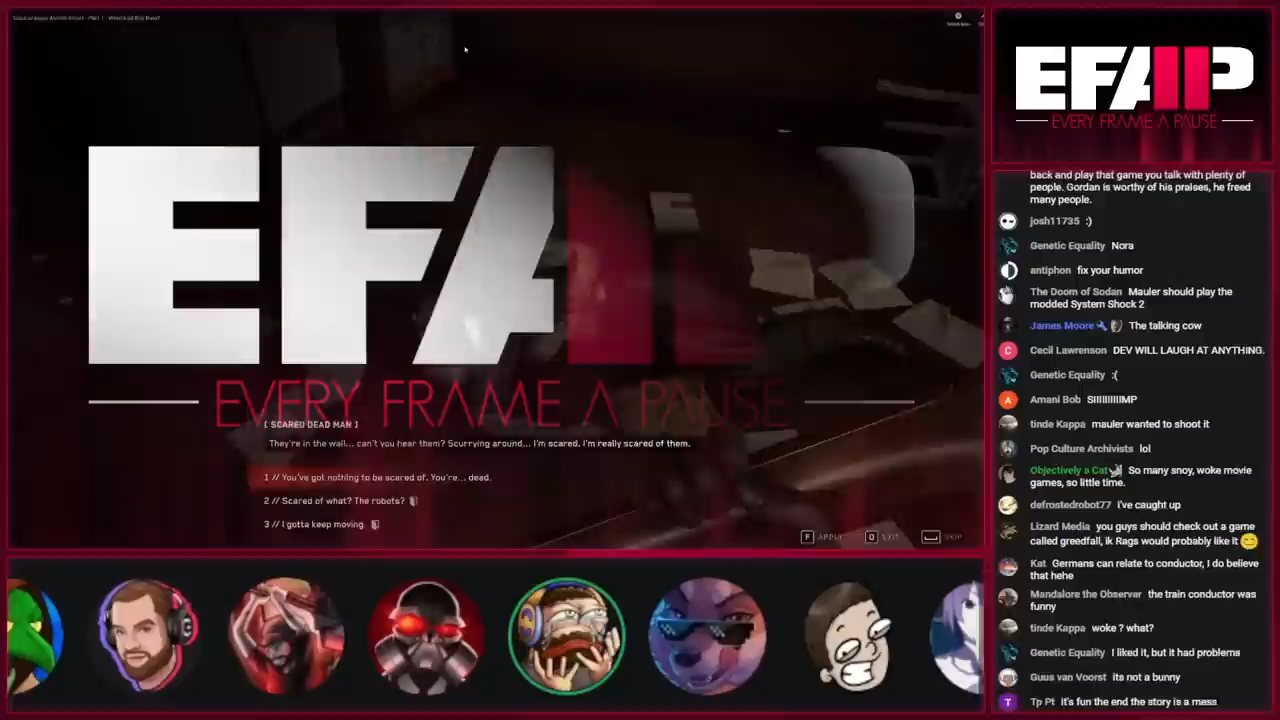 EFAP
EVERY FRAME A PAUSE
[ SCARED DEAD MAN ]
They're in the wall... can't you hear them? Scurrying around... I'm scared. I'm really scared of them.
1 // You've got nothing to be scared of. You're... dead.
2 // Scared of what? The robots?
3 // I gotta keep moving.
F APPLY
EXIT
SKIP
EFAP
EVERY FRAME A PAUSE
back and play that game you talk with plenty of
people. Gordan is worthy of his praises, he freed
many people.
josh11735 :)
Genetic Equality Nora
antiphon fix your humor
The Doom of Sodan Mauler should play the
modded System Shock 2
James Moore The talking cow
C Cecil Lawrenson DEV WILL LAUGH AT ANYTHING.
Genetic Equality :(
A Amani Bob SIIIIIIIIIIMP
tinde Kappa mauler wanted to shoot it
Pop Culture Archivists lol
Objectively a Cat So many snoy, woke movie
games, so little time.
defrostedrobot77 i've caught up
Lizard Media you guys should check out a game
called greedfall, ik Rags would probably like it
Kat Germans can relate to conductor, I do believe
that hehe
Mandalore the Observer the train conductor was
funny
tinde Kappa woke ? what?
Genetic Equality I liked it, but it had problems
Guus van Voorst its not a bunny
T Tp Pt It's fun the end the story is a mess